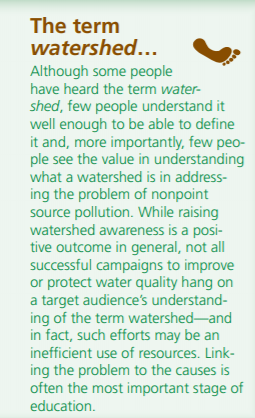 The term
watershed...
Although some people
have heard the term water-
shed, few people understand it
well enough to be able to define
it and, more importantly, few peo-
ple see the value in understanding
what a watershed is in address-
ing the problem of nonpoint
source pollution. While raising
watershed awareness is a posi-
tive outcome in general, not all
successful campaigns to improve
or protect water quality hang on
a target audience's understand-
ing of the term watershed—and
in fact, such efforts may be an
inefficient use of resources. Link-
ing the problem to the causes is
often the most important stage of
education.